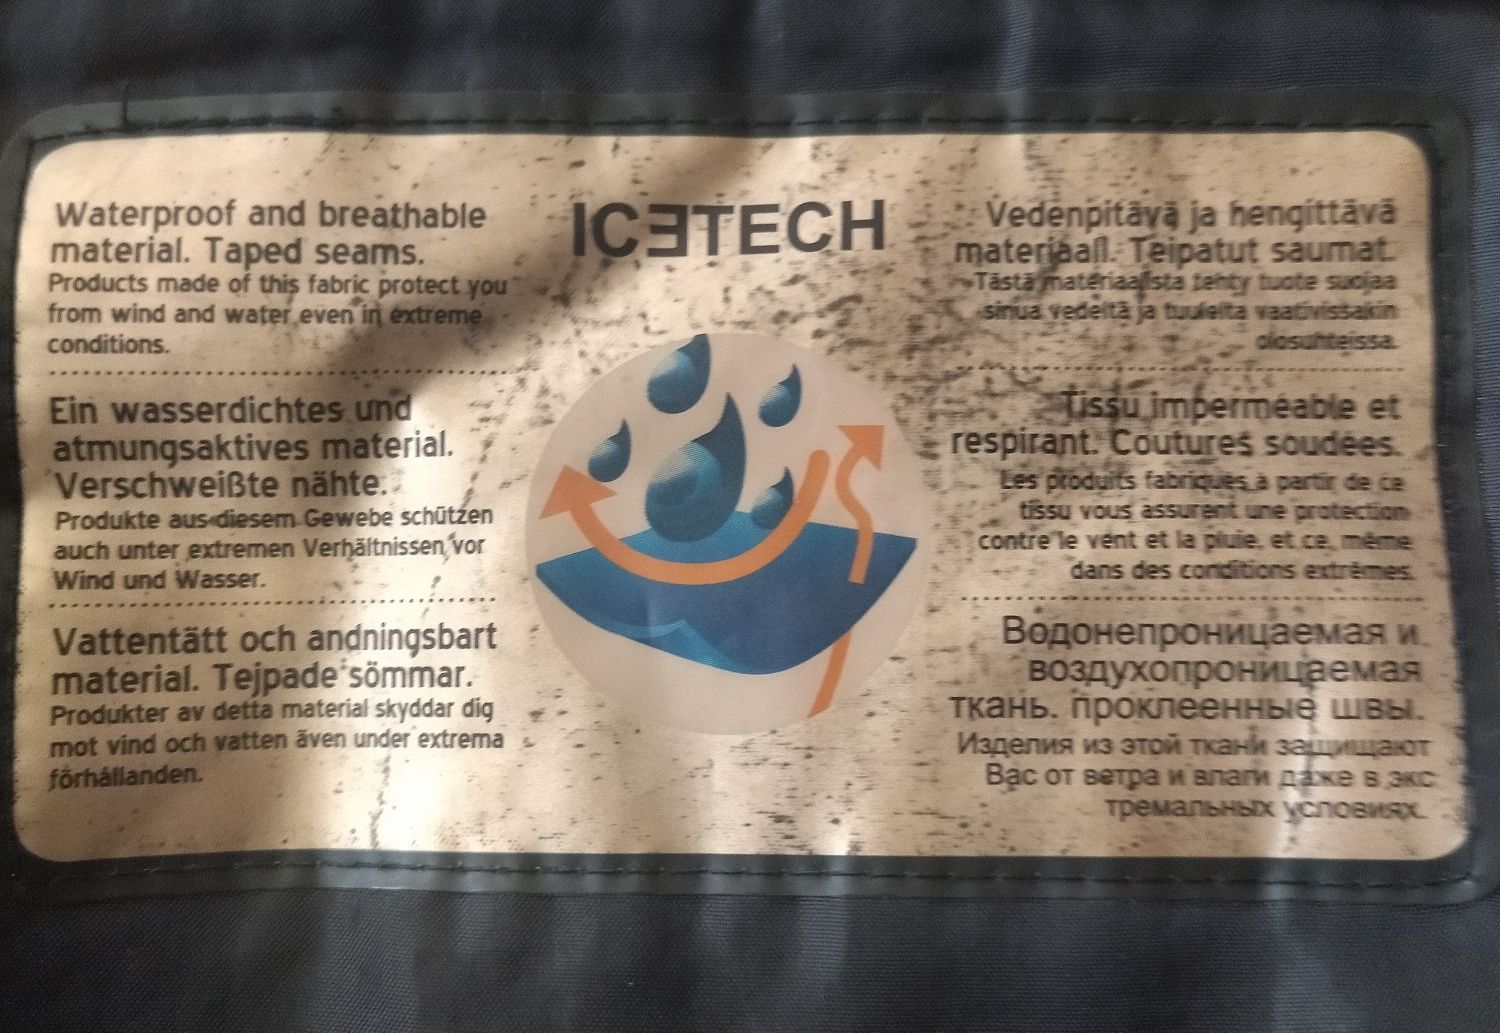 Waterproof and breathable
material. Taped seams.
Products made of this fabric protect you
from wind and water even in extreme
conditions.
Ein wasserdichtes und
atmungsaktives material.
Verschweißte nähte.
Produkte aus diesem Gewebe schützen
auch unter extremen Verhältnissen vor
Wind und Wasser.
Vattentätt och andningsbart
material. Tejpade sömmar.
Produkter av detta material skyddar dig
mot vind och vatten även under extrema
förhållanden.
ICƎTECH
Vedenpitävä ja hengittävä
materiaali. Teipatut saumat.
Tästä materiaalista tehty tuote suojaa
sinua vedeltä ja tuulelta vaativissakin
olosuhteissa.
Tissu imperméable et
respirant. Coutures soudées.
Les produits fabriqués à partir de ce
tissu vous assurent une protection
contre le vent et la pluie, et ce, même
dans des conditions extrêmes.
Водонепроницаемая и
воздухопроницаемая
ткань. проклеенные швы.
Изделия из этой ткани защищают
Вас от ветра и влаги даже в экс
тремальных условиях.